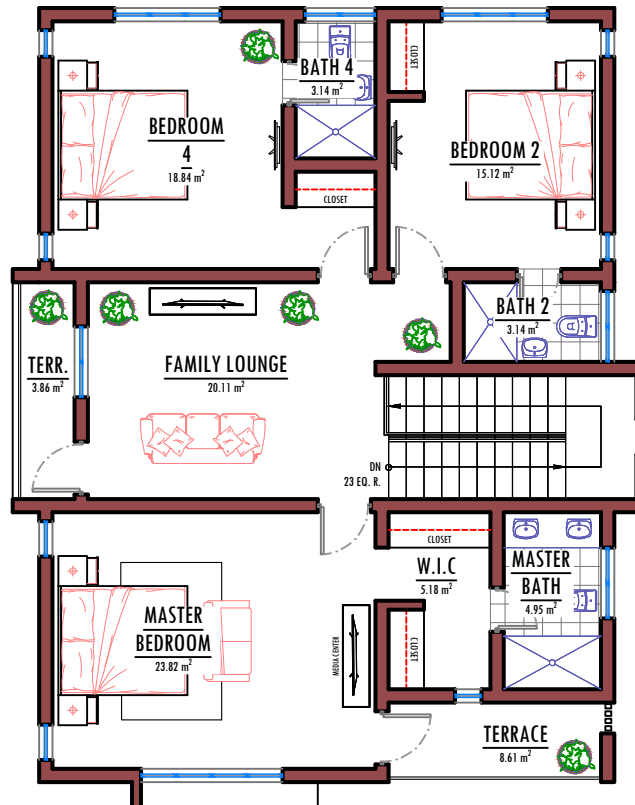 CLOSET
BATH 4
3.14 m²
BEDROOM
4
18.84 m²
BEDROOM 2
15.12 m²
CLOSET
BATH 2
3.14 m²
TERR.
3.86 m²
FAMILY LOUNGE
20.11 m²
DN
23 EQ. R.
CLOSET
W.I.C
5.18 m²
MASTER
BATH
4.95 m²
MASTER
BEDROOM
23.82 m²
MEDIA CENTER
CLOSET
TERRACE
8.61 m²